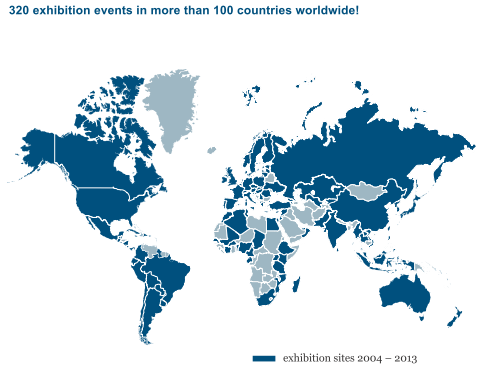 320 exhibition events in more than 100 countries worldwide!
exhibition sites 2004 – 2013